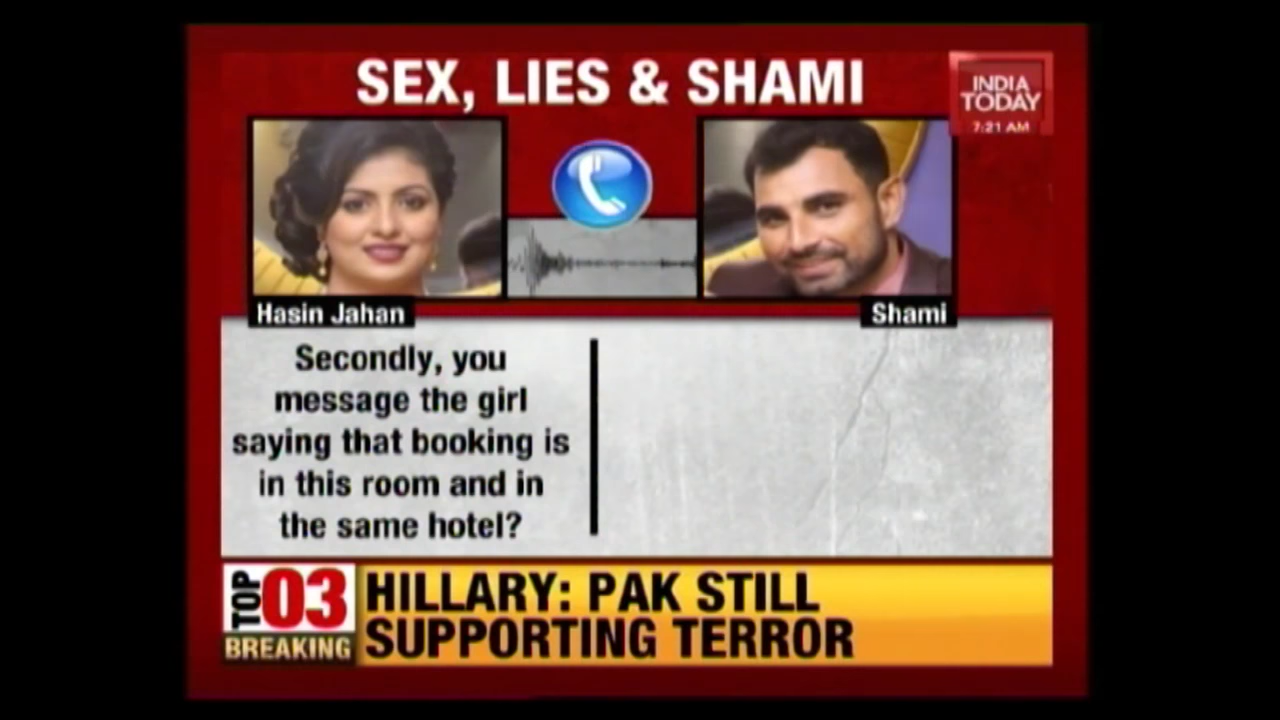 SEX, LIES & SHAMI
INDIA
TODAY
7:21 AM
Hasin Jahan
Shami
Secondly, you
message the girl
saying that booking is
in this room and in
the same hotel?
TOP 03
BREAKING
HILLARY: PAK STILL
SUPPORTING TERROR